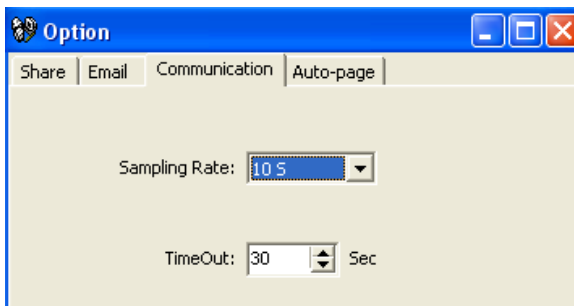 Option
Share Email Communication Auto-page
Sampling Rate: 10 S
TimeOut: 30 Sec